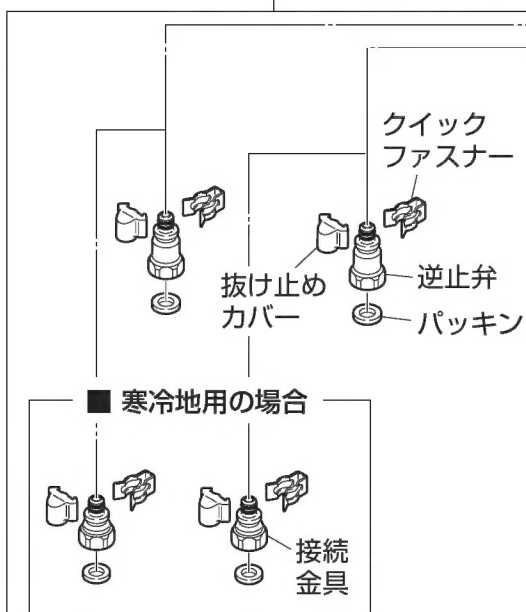 クイック
ファスナー
抜け止め
カバー
逆止弁
パッキン
■ 寒冷地用の場合
接続
金具